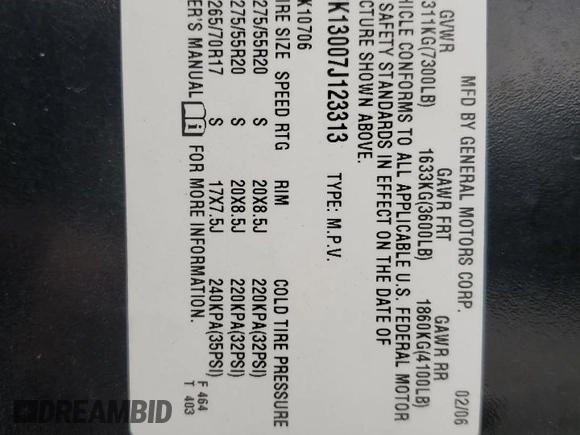 MFD BY GENERAL MOTORS CORP. 02/06
GVWR GAWR FRT GAWR RR
311KG(7300LB) 1633KG(3600LB) 1860KG(4100LB)
HICLE CONFORMS TO ALL APPLICABLE U.S. FEDERAL MOTOR
SAFETY STANDARDS IN EFFECT ON THE DATE OF
CTURE SHOWN ABOVE.
K13007J123313 TYPE: M.P.V.
K10706
IRE SIZE SPEED RTG RIM COLD TIRE PRESSURE
275/55R20 S 20X8.5J 220KPA(32PSI)
275/55R20 S 20X8.5J 220KPA(32PSI)
265/70R17 S 17X7.5J 240KPA(35PSI)
ER'S MANUAL FOR MORE INFORMATION.
F 464
T 403
DREAMBID